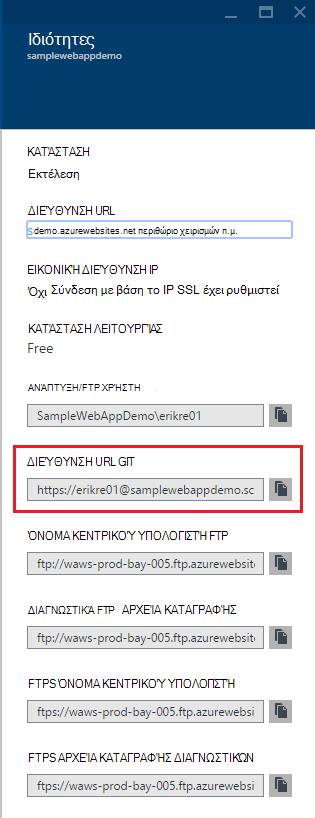 Ιδιότητες
samplewebappdemo
ΚΑΤΆΣΤΑΣΗ
Εκτέλεση
ΔΙΕΎΘΥΝΣΗ URL
sdemo.azurewebsites.net περιθώριο χειρισμών π.μ.
ΕΙΚΟΝΙΚΉ ΔΙΕΎΘΥΝΣΗ IP
Όχι Σύνδεση με βάση το IP SSL έχει ρυθμιστεί
ΚΑΤΆΣΤΑΣΗ ΛΕΙΤΟΥΡΓΊΑΣ
Free
ΑΝΆΠΤΥΞΗ/FTP ΧΡΉΣΤΗ
SampleWebAppDemo\erikre01
ΔΙΕΎΘΥΝΣΗ URL GIT
https://erikre01@samplewebappdemo.sc
ΌΝΟΜΑ ΚΕΝΤΡΙΚΟΎ ΥΠΟΛΟΓΙΣΤΉ FTP
ftp://waws-prod-bay-005.ftp.azurewebsite
ΔΙΑΓΝΩΣΤΙΚΆ FTP ΑΡΧΕΊΑ ΚΑΤΑΓΡΑΦΉΣ
ftp://waws-prod-bay-005.ftp.azurewebsite
FTPS ΌΝΟΜΑ ΚΕΝΤΡΙΚΟΎ ΥΠΟΛΟΓΙΣΤΉ
ftps://waws-prod-bay-005.ftp.azurewebsi
FTPS ΑΡΧΕΊΑ ΚΑΤΑΓΡΑΦΉΣ ΔΙΑΓΝΩΣΤΙΚΏΝ
ftps://waws-prod-bay-005.ftp.azurewebsi